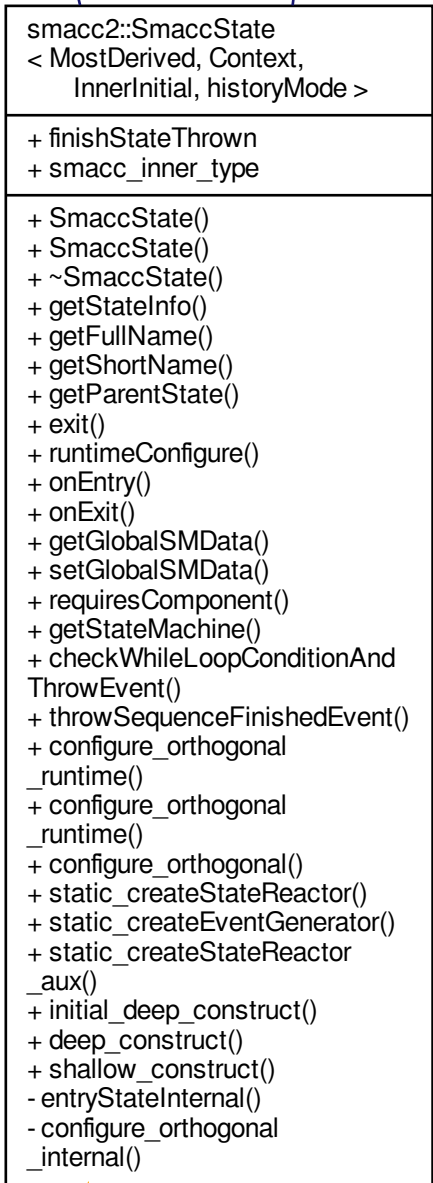 smacc2::SmaccState
< MostDerived, Context,
InnerInitial, historyMode >
+ finishStateThrown
+ smacc_inner_type
+ SmaccState()
+ SmaccState()
+ ~SmaccState()
+ getStateInfo()
+ getFullName()
+ getShortName()
+ getParentState()
+ exit()
+ runtimeConfigure()
+ onEntry()
+ onExit()
+ getGlobalSMData()
+ setGlobalSMData()
+ requiresComponent()
+ getStateMachine()
+ checkWhileLoopConditionAnd
ThrowEvent()
+ throwSequenceFinishedEvent()
+ configure_orthogonal
_runtime()
+ configure_orthogonal
_runtime()
+ configure_orthogonal()
+ static_createStateReactor()
+ static_createEventGenerator()
+ static_createStateReactor
_aux()
+ initial_deep_construct()
+ deep_construct()
+ shallow_construct()
- entryStateInternal()
- configure_orthogonal
_internal()